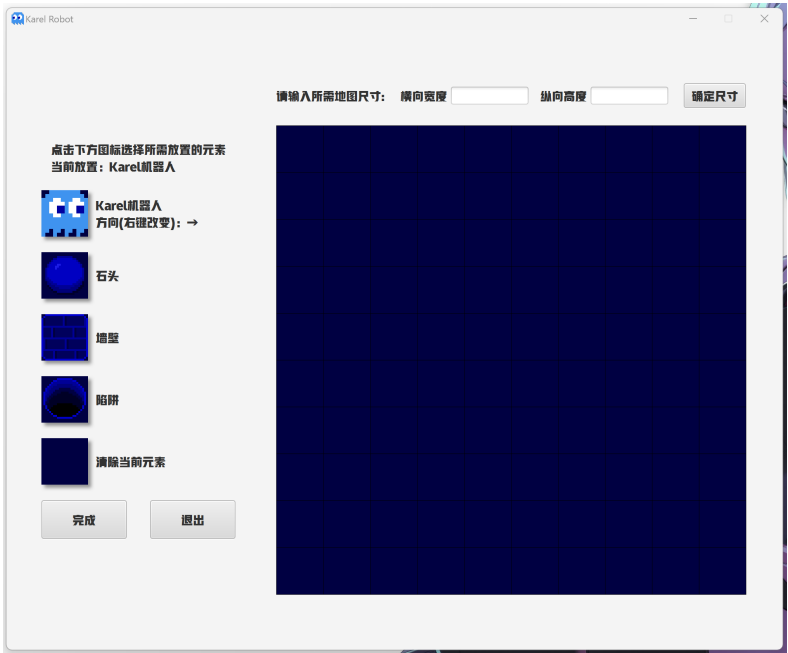 Karel Robot
请输入所需地图尺寸: 横向宽度 纵向高度 确定尺寸
点击下方图标选择所需放置的元素
当前放置: Karel机器人
Karel机器人
方向(右键改变): →
石头
墙壁
陷阱
清除当前元素
完成 退出